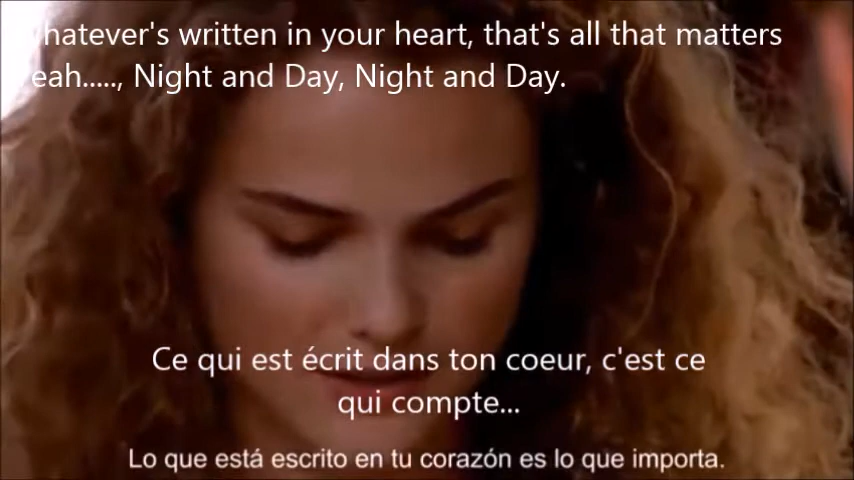 hatever's written in your heart, that's all that matters
eah....., Night and Day, Night and Day.
Ce qui est écrit dans ton coeur, c'est ce
qui compte...
Lo que está escrito en tu corazón es lo que importa.